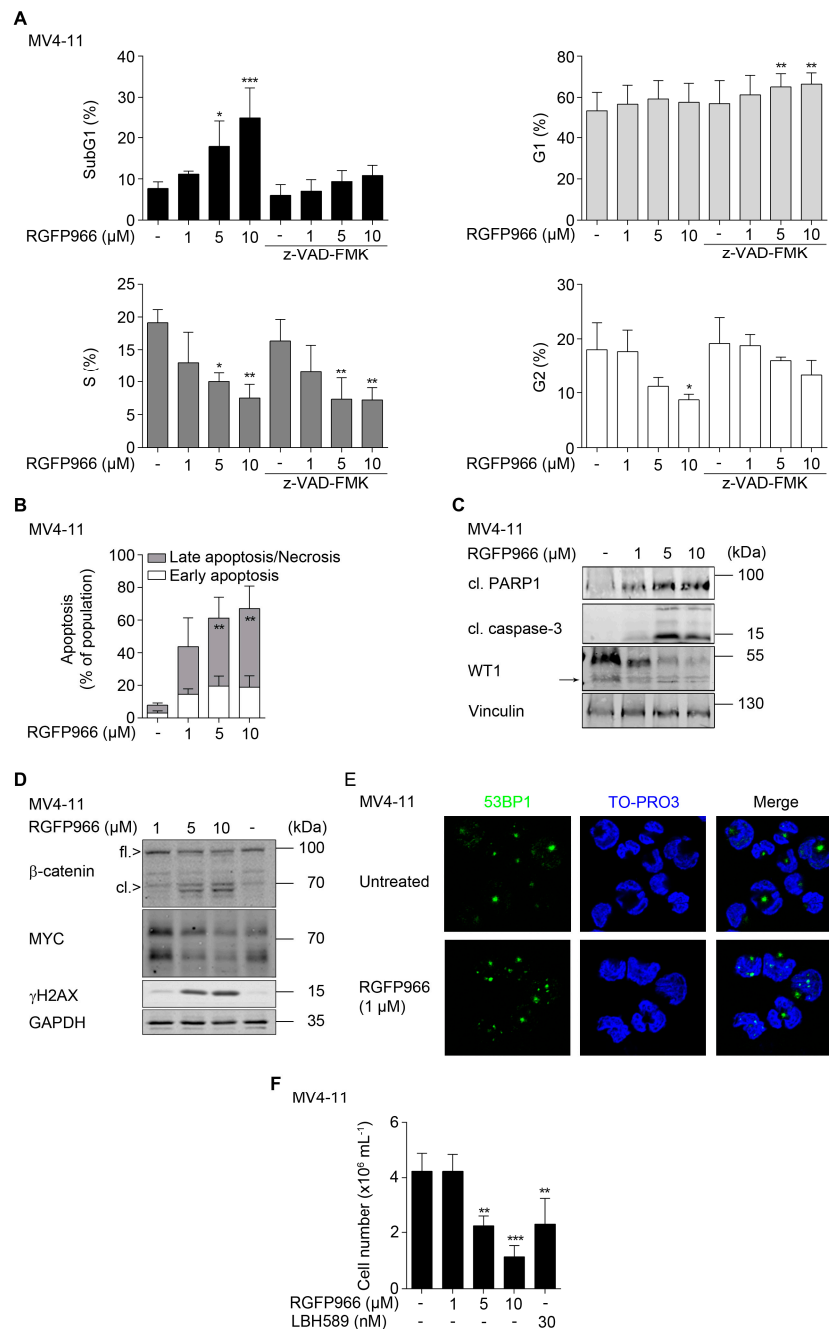 A
MV4-11
SubG1 (%)
40
30
20
10
0
* ***
RGFP966 (µM) - 1 5 10 - 1 5 10
z-VAD-FMK
G1 (%)
80
60
40
20
0
** **
RGFP966 (µM) - 1 5 10 - 1 5 10
z-VAD-FMK
S (%)
25
20
15
10
5
0
* ** ** **
RGFP966 (µM) - 1 5 10 - 1 5 10
z-VAD-FMK
G2 (%)
30
20
10
0
*
RGFP966 (µM) - 1 5 10 - 1 5 10
z-VAD-FMK
B
MV4-11
Apoptosis
(% of population)
100
80
60
40
20
0
Late apoptosis/Necrosis
Early apoptosis
** **
RGFP966 (µM) - 1 5 10
C
MV4-11
RGFP966 (µM) - 1 5 10 (kDa)
cl. PARP1 100
cl. caspase-3 15
WT1 55
Vinculin 130
D
MV4-11
RGFP966 (µM) 1 5 10 - (kDa)
β-catenin
fl.> 100
cl.> 70
MYC 70
γH2AX 15
GAPDH 35
E
MV4-11 53BP1 TO-PRO3 Merge
Untreated
RGFP966
(1 µM)
F
MV4-11
Cell number (x10⁶ mL⁻¹)
6
4
2
0
** *** **
RGFP966 (µM) - 1 5 10 -
LBH589 (nM) - - - - 30